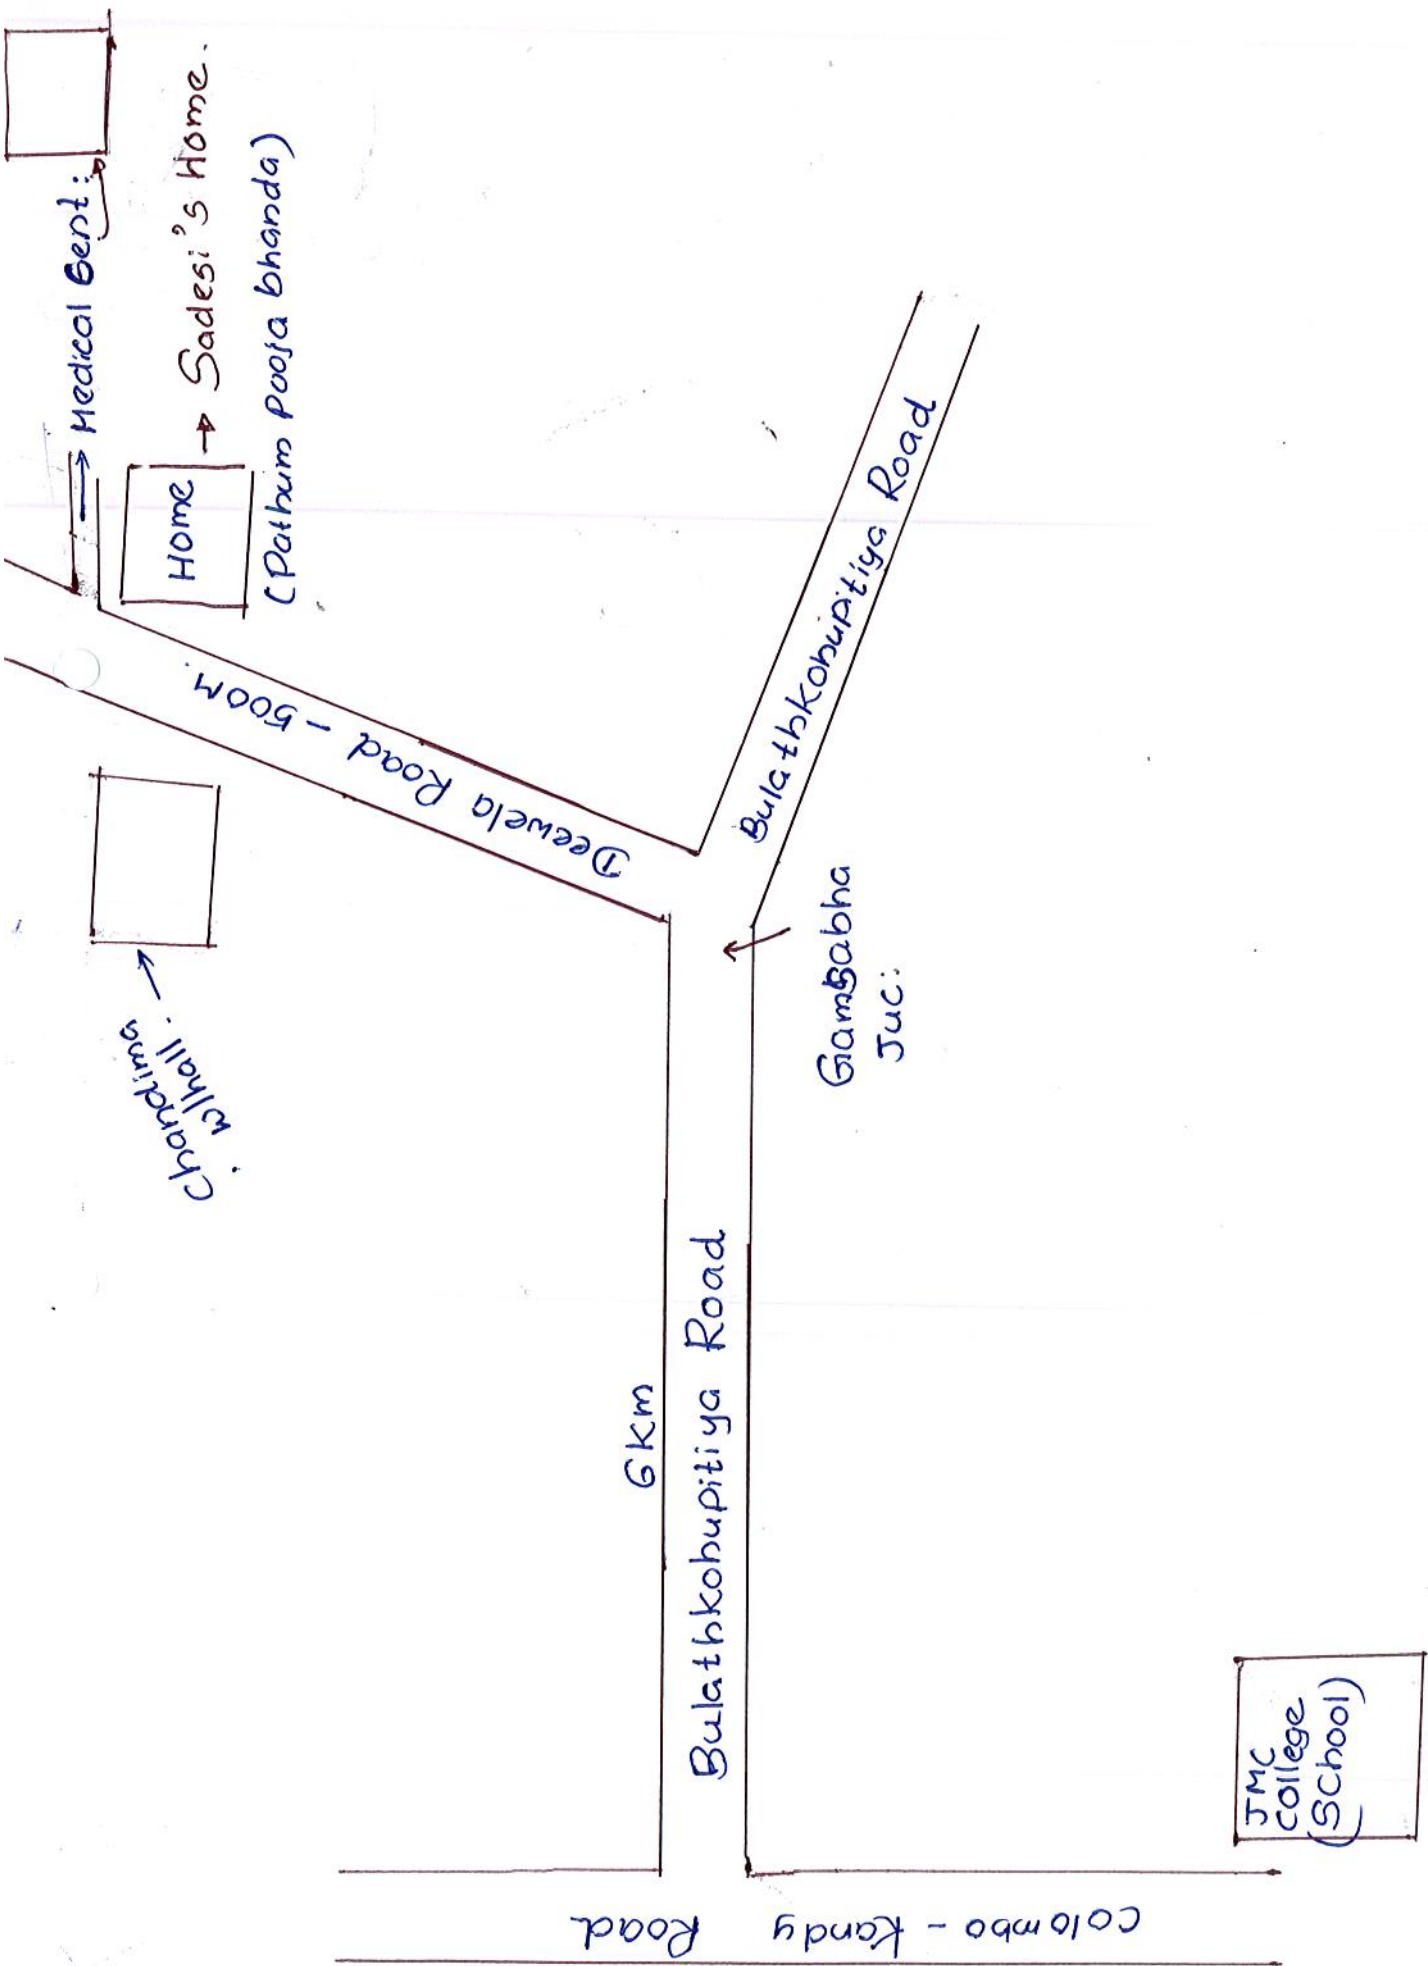 Medical Cent:
Home
→ Sadesi's Home.
(Pathum pooja bhanda)
Chandima
w/hall.
Deewela Road - 500M.
Bulathkohupitiya Road
Gamsabha
Juc:
6km
Bulathkohupitiya Road
JMC
College
(School)
Colombo - Kandy Road